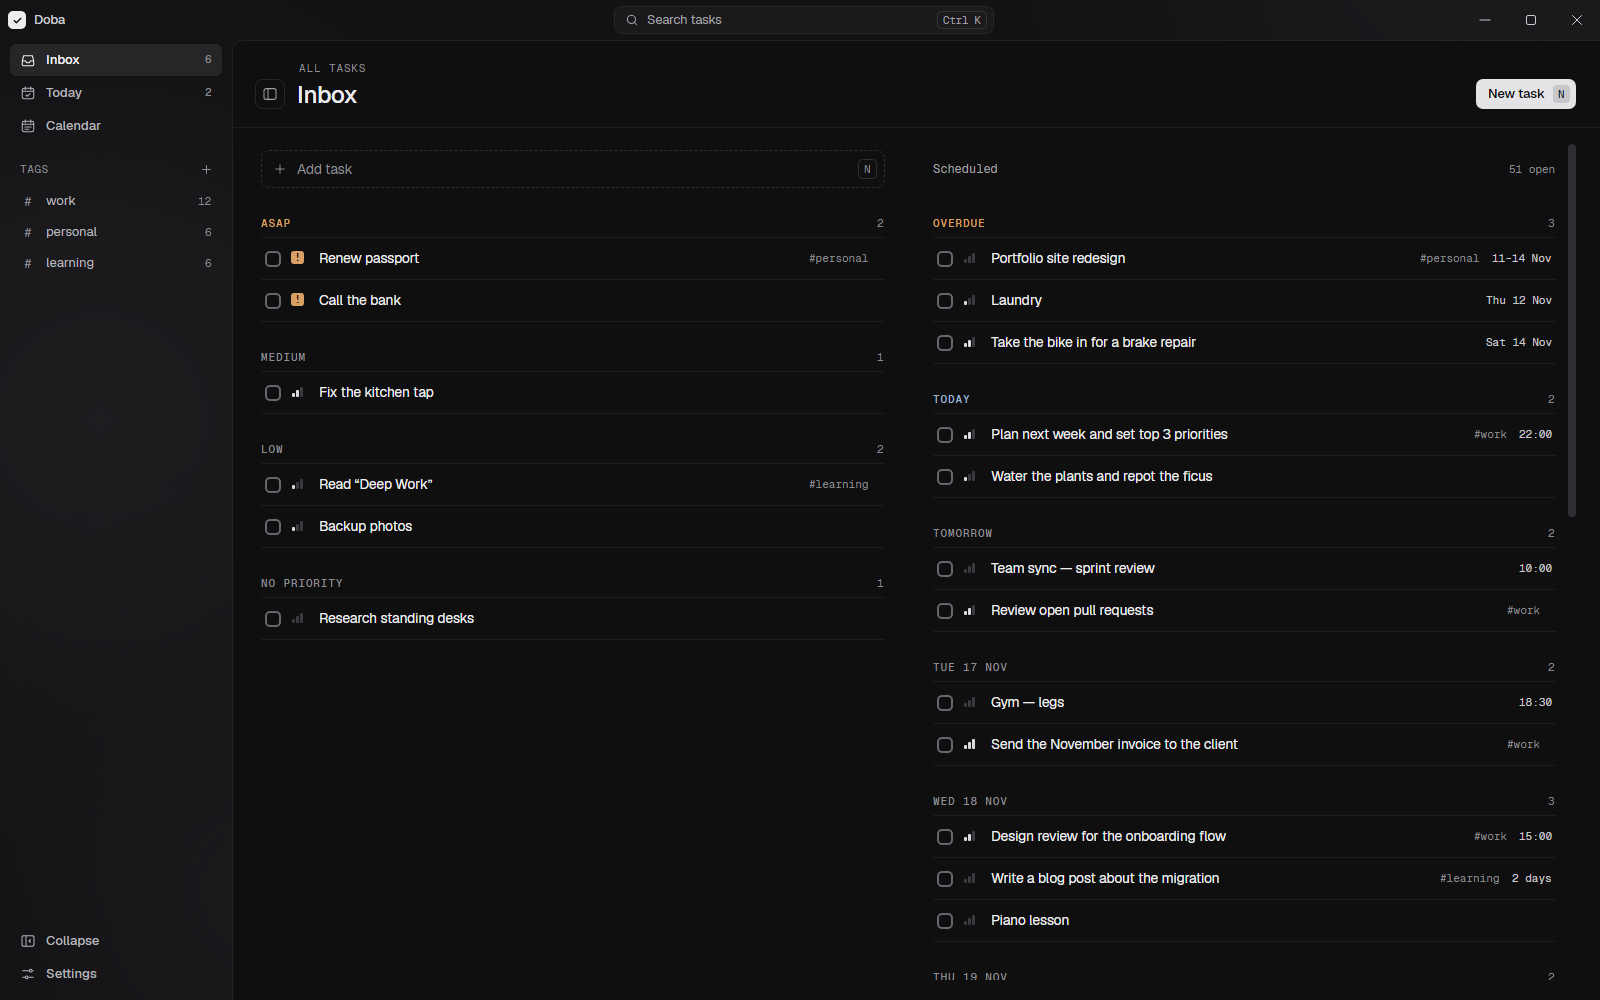 Doba
Search tasks
Ctrl K
Inbox 6
Today 2
Calendar
TAGS
# work 12
# personal 6
# learning 6
Collapse
Settings
ALL TASKS
Inbox
New task N
Add task N
ASAP 2
! Renew passport #personal
! Call the bank
MEDIUM 1
Fix the kitchen tap
LOW 2
Read “Deep Work” #learning
Backup photos
NO PRIORITY 1
Research standing desks
Scheduled 51 open
OVERDUE 3
Portfolio site redesign #personal 11–14 Nov
Laundry Thu 12 Nov
Take the bike in for a brake repair Sat 14 Nov
TODAY 2
Plan next week and set top 3 priorities #work 22:00
Water the plants and repot the ficus
TOMORROW 2
Team sync — sprint review 10:00
Review open pull requests #work
TUE 17 NOV 2
Gym — legs 18:30
Send the November invoice to the client #work
WED 18 NOV 3
Design review for the onboarding flow #work 15:00
Write a blog post about the migration #learning 2 days
Piano lesson
THU 19 NOV 2